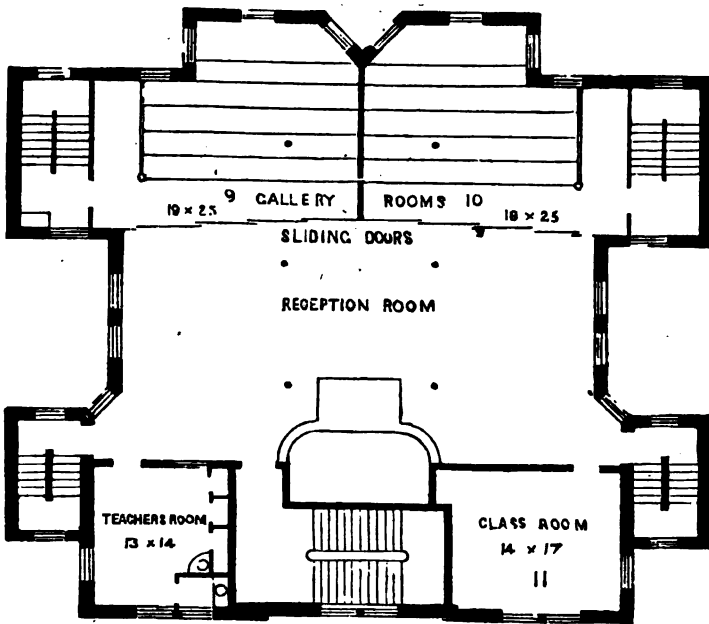 9 GALLERY ROOMS 10
19 × 25 18 × 25
SLIDING DOORS
RECEPTION ROOM
TEACHERS ROOM
13 × 14
CLASS ROOM
14 × 17
11